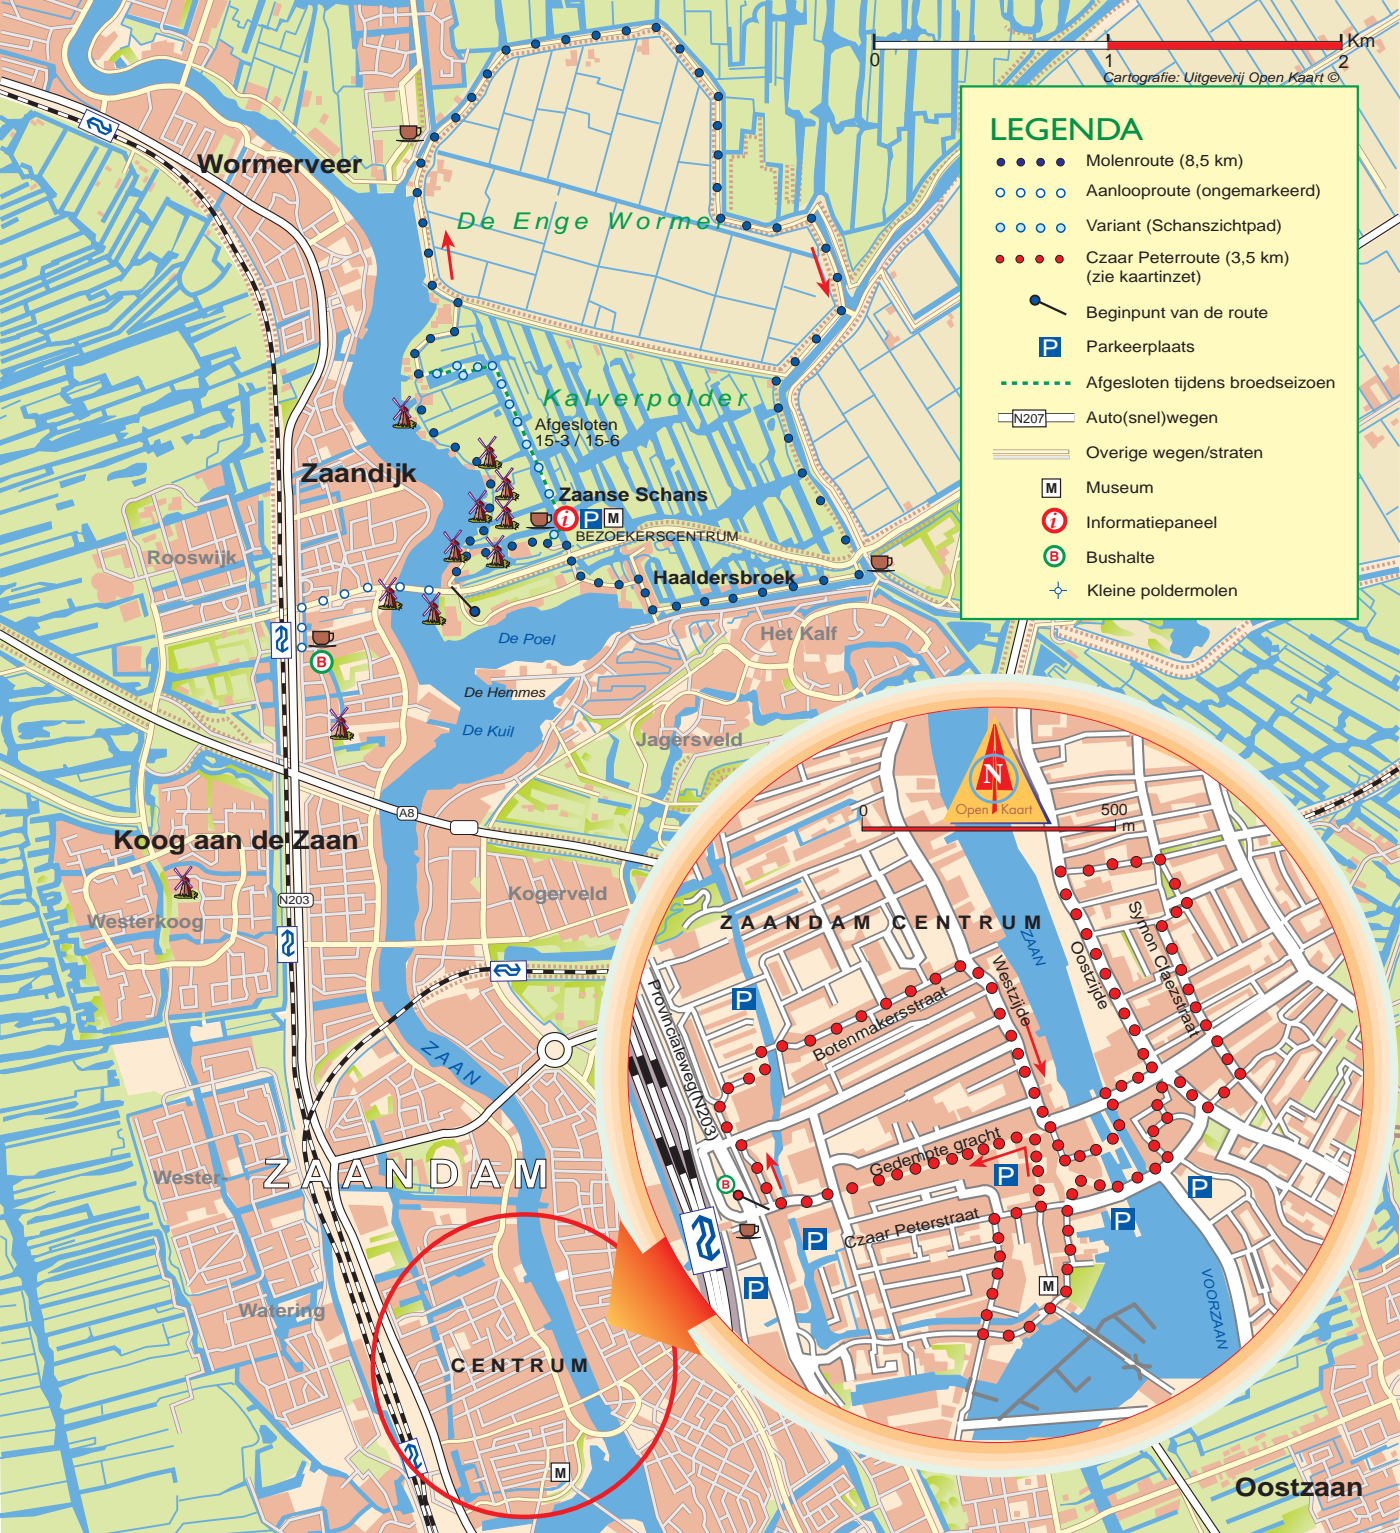 Km
0
1
2
Cartografie: Uitgeverij Open Kaart ©
LEGENDA
Molenroute (8,5 km)
Aanlooproute (ongemarkeerd)
Variant (Schanszichtpad)
Czaar Peterroute (3,5 km)
(zie kaartinzet)
Beginpunt van de route
P Parkeerplaats
Afgesloten tijdens broedseizoen
N207 Auto(snel)wegen
Overige wegen/straten
M Museum
i Informatiepaneel
B Bushalte
Kleine poldermolen
Wormerveer
De Enge Wormer
Kalverpolder
Afgesloten
15-3 / 15-6
Zaandijk
Zaanse Schans
i P M
BEZOEKERSCENTRUM
Rooswijk
Haaldersbroek
De Poel
Het Kalf
B
De Hemmes
De Kuil
Jagersveld
A8
Koog aan de Zaan
N203
Kogerveld
Westerkoog
ZAAN
Wester-
ZAANDAM
Watering
CENTRUM
M
Oostzaan
N
Open Kaart
0
500
m
ZAANDAM CENTRUM
ZAAN
Symon Claezstraat
Oostzijde
Westzijde
Provincialeweg(N203)
P
Botenmakersstraat
Gedempte gracht
P
B
P
P
Czaar Peterstraat
P
P
M
VOORZAAN